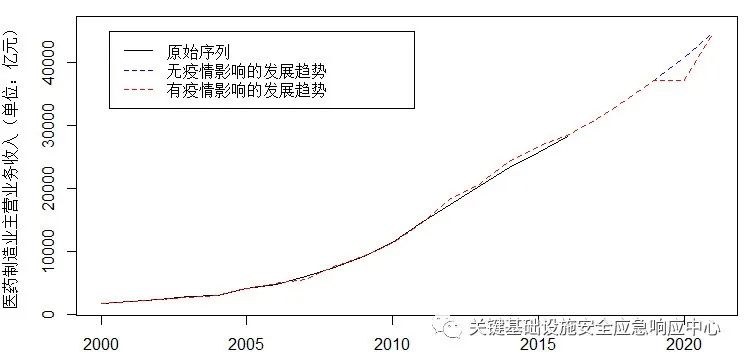 医药制造业主营业务收入（单位：亿元）
40000
30000
20000
10000
0
原始序列
无疫情影响的发展趋势
有疫情影响的发展趋势
关键基础设施安全应急响应中心
2000
2005
2010
2015
2020